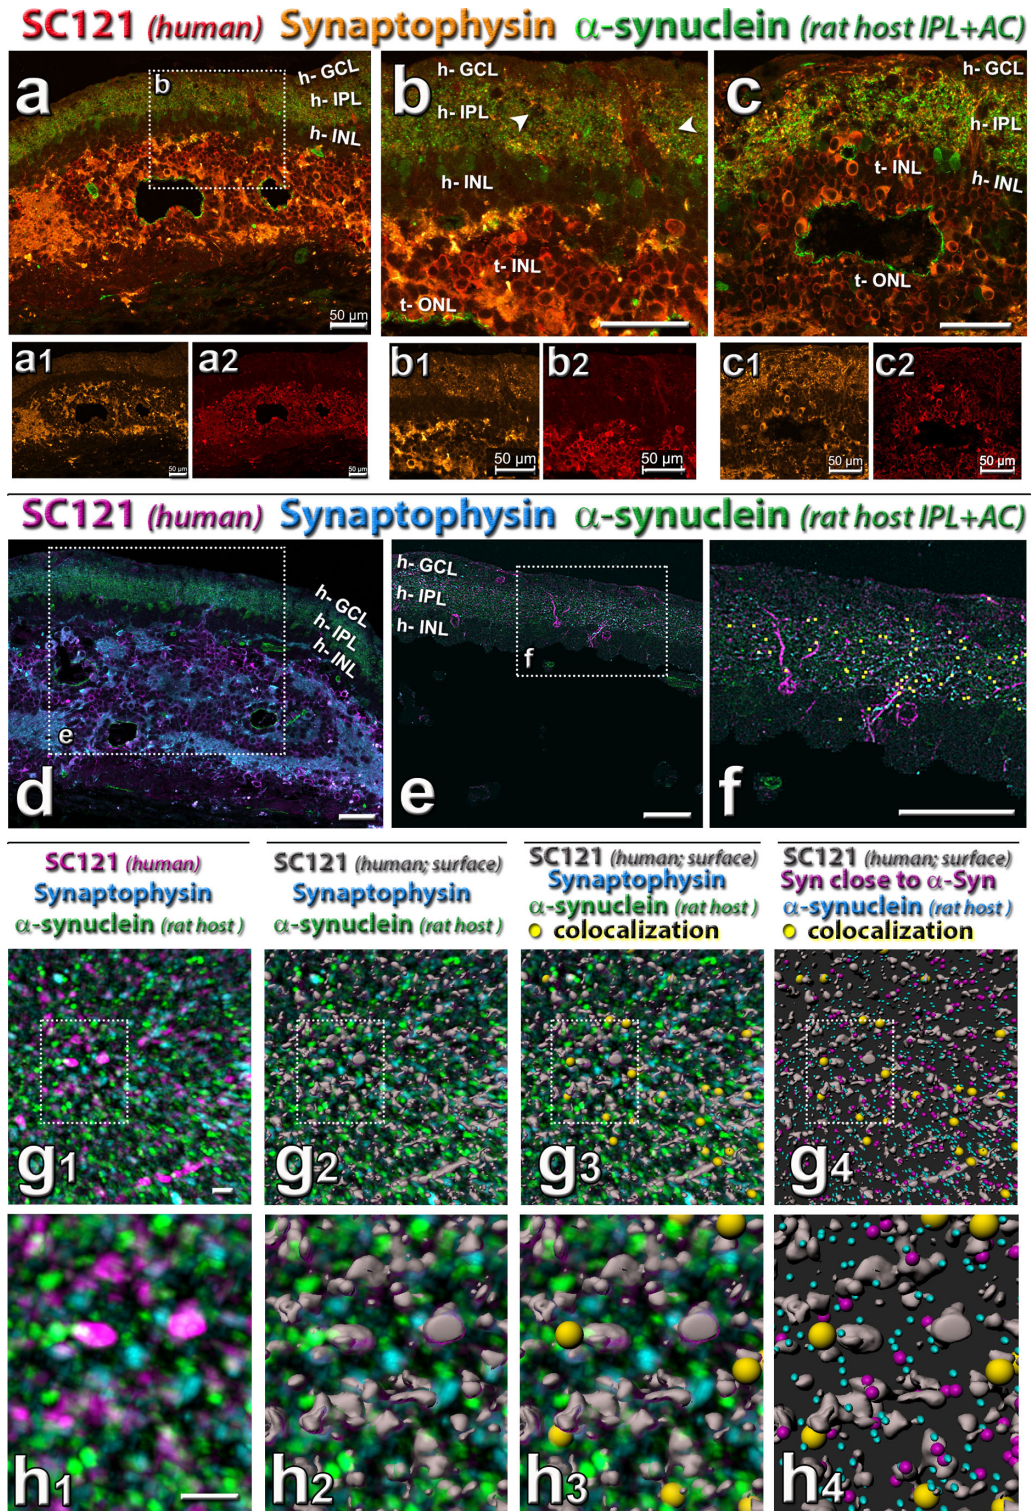 SC121 (human) Synaptophysin α-synuclein (rat host IPL+AC)
a
b
h- GCL
h- IPL
h- INL
50 µm
b
h- GCL
h- IPL
h- INL
t- INL
t- ONL
c
h- GCL
h- IPL
t- INL
h- INL
t- ONL
a1
50 µm
a2
50 µm
b1
50 µm
b2
50 µm
c1
50 µm
c2
50 µm
SC121 (human) Synaptophysin α-synuclein (rat host IPL+AC)
h- GCL
h- IPL
h- INL
e
d
h- GCL
h- IPL
h- INL
f
e
f
SC121 (human)
Synaptophysin
α-synuclein (rat host)
SC121 (human; surface)
Synaptophysin
α-synuclein (rat host)
SC121 (human; surface)
Synaptophysin
α-synuclein (rat host)
colocalization
SC121 (human; surface)
Syn close to α-Syn
α-synuclein (rat host)
colocalization
g1
g2
g3
g4
h1
h2
h3
h4